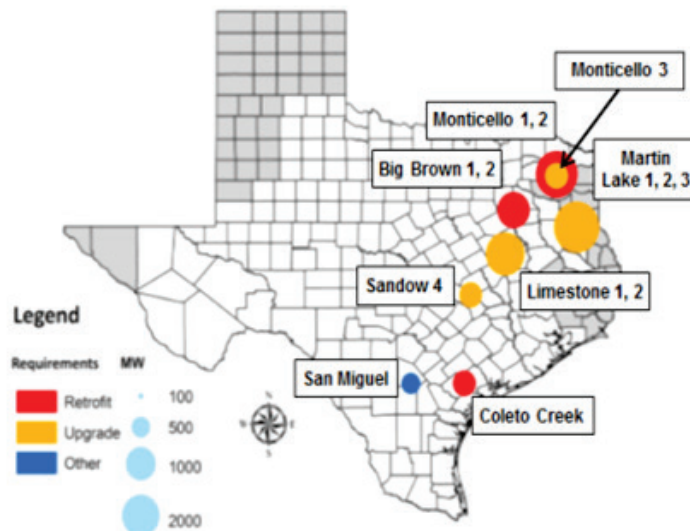 Monticello 3
Monticello 1, 2
Big Brown 1, 2
Martin
Lake 1, 2, 3
Sandow 4
Limestone 1, 2
San Miguel
Coleto Creek
Legend
Requirements MW
Retrofit
Upgrade
Other
100
500
1000
2000
N
W E
S